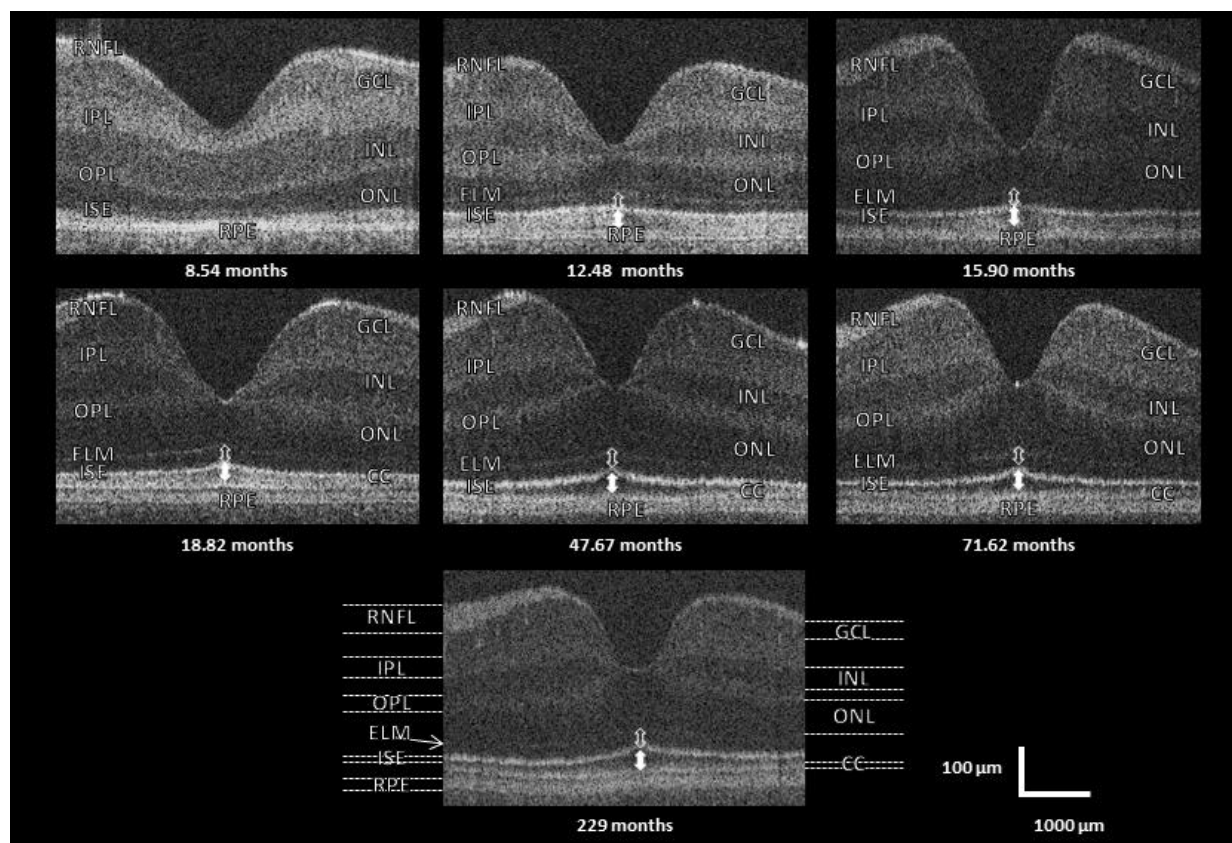 RNFL
GCL
IPL
INL
OPL
ONL
ISE
RPE
8.54 months
RNFL
GCL
IPL
INL
OPL
ONL
ELM
ISE
RPE
12.48 months
RNFL
GCL
IPL
INL
OPL
ONL
ELM
ISE
RPE
15.90 months
RNFL
GCL
IPL
INL
OPL
ONL
ELM
ISE
CC
RPE
18.82 months
RNFL
GCL
IPL
INL
OPL
ONL
ELM
ISE
CC
RPE
47.67 months
RNFL
GCL
IPL
INL
OPL
ONL
ELM
ISE
CC
RPE
71.62 months
RNFL
GCL
IPL
INL
OPL
ONL
ELM
ISE
CC
RPE
229 months
100 µm
1000 µm